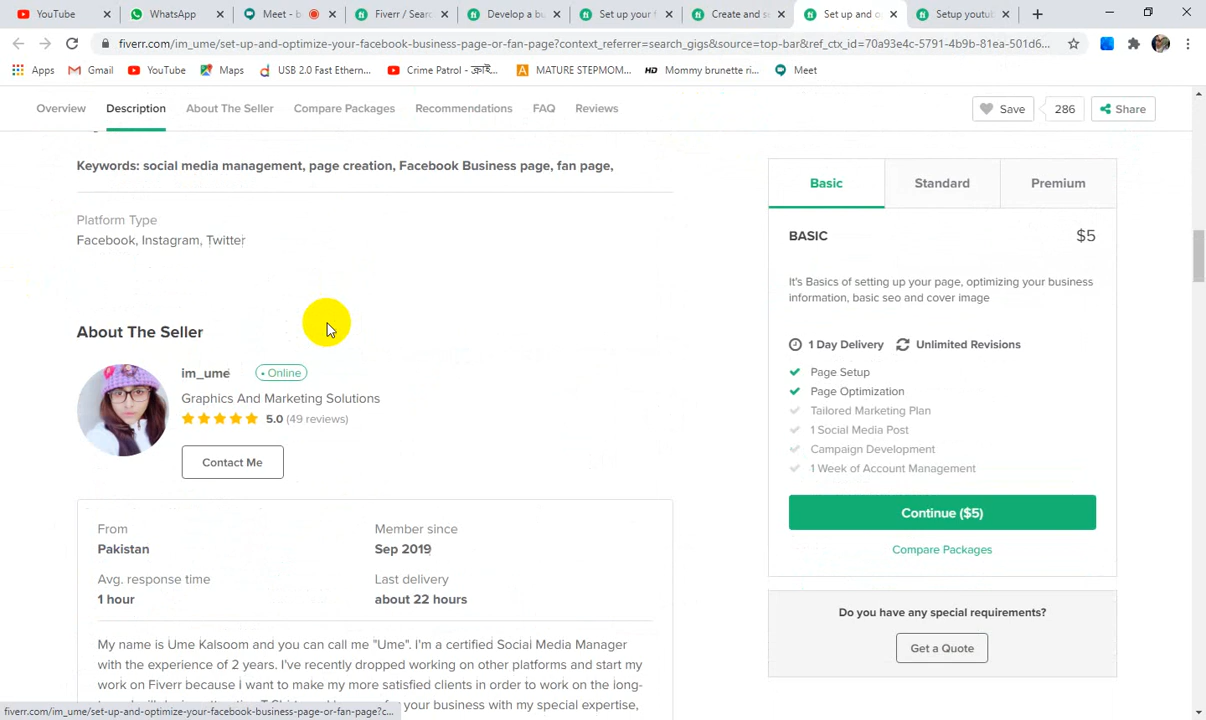 YouTube
WhatsApp
Meet - b
Fiverr / Searc
Develop a bu
Set up your f
Create and se
Set up and o
Setup youtub
fiverr.com/im_ume/set-up-and-optimize-your-facebook-business-page-or-fan-page?context_referrer=search_gigs&source=top-bar&ref_ctx_id=70a93e4c-5791-4b9b-81ea-501d6...
Apps
Gmail
YouTube
Maps
USB 2.0 Fast Ethern...
Crime Patrol - ক্রাই...
MATURE STEPMOM...
HD Mommy brunette ri...
Meet
Overview
Description
About The Seller
Compare Packages
Recommendations
FAQ
Reviews
Save
286
Share
Keywords: social media management, page creation, Facebook Business page, fan page,
Platform Type
Facebook, Instagram, Twitter
About The Seller
im_ume
• Online
Graphics And Marketing Solutions
5.0 (49 reviews)
Contact Me
From
Pakistan
Member since
Sep 2019
Avg. response time
1 hour
Last delivery
about 22 hours
My name is Ume Kalsoom and you can call me "Ume". I'm a certified Social Media Manager
with the experience of 2 years. I've recently dropped working on other platforms and start my
work on Fiverr because i want to make my more satisfied clients in order to work on the long-
for your business with my special expertise,
Basic
Standard
Premium
BASIC
$5
It's Basics of setting up your page, optimizing your business
information, basic seo and cover image
1 Day Delivery
Unlimited Revisions
Page Setup
Page Optimization
Tailored Marketing Plan
1 Social Media Post
Campaign Development
1 Week of Account Management
Continue ($5)
Compare Packages
Do you have any special requirements?
Get a Quote
fiverr.com/im_ume/set-up-and-optimize-your-facebook-business-page-or-fan-page?c...